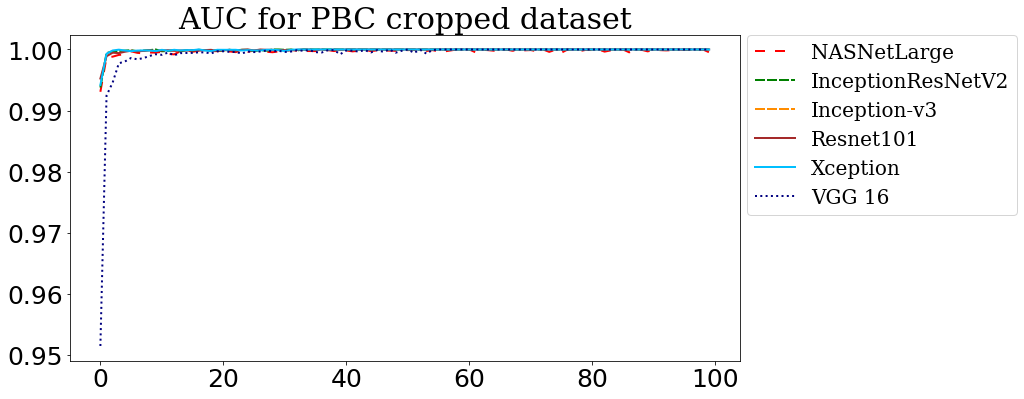 AUC for PBC cropped dataset
1.00
0.99
0.98
0.97
0.96
0.95
0 20 40 60 80 100
NASNetLarge
InceptionResNetV2
Inception-v3
Resnet101
Xception
VGG 16